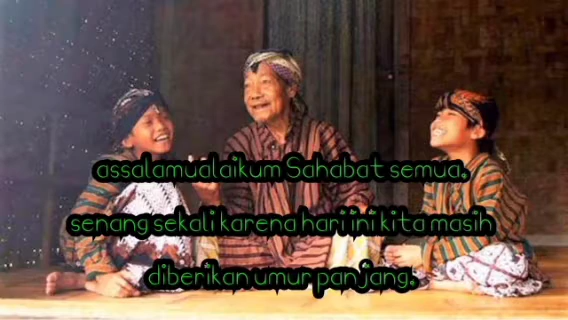 assalamualaikum Sahabat semua.
senang sekali karena hari ini kita masih
diberikan umur panjang.